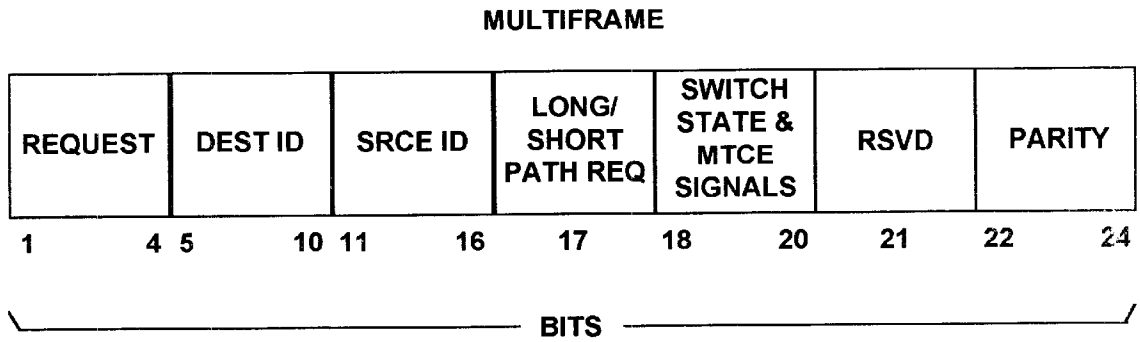 MULTIFRAME
REQUEST
DEST ID
SRCE ID
LONG/
SHORT
PATH REQ
SWITCH
STATE &
MTCE
SIGNALS
RSVD
PARITY
1 4 5 10 11 16 17 18 20 21 22 24
BITS